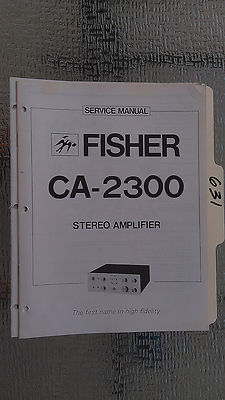 SERVICE MANUAL
FISHER
CA-2300
STEREO AMPLIFIER
The first name in high fidelity
631